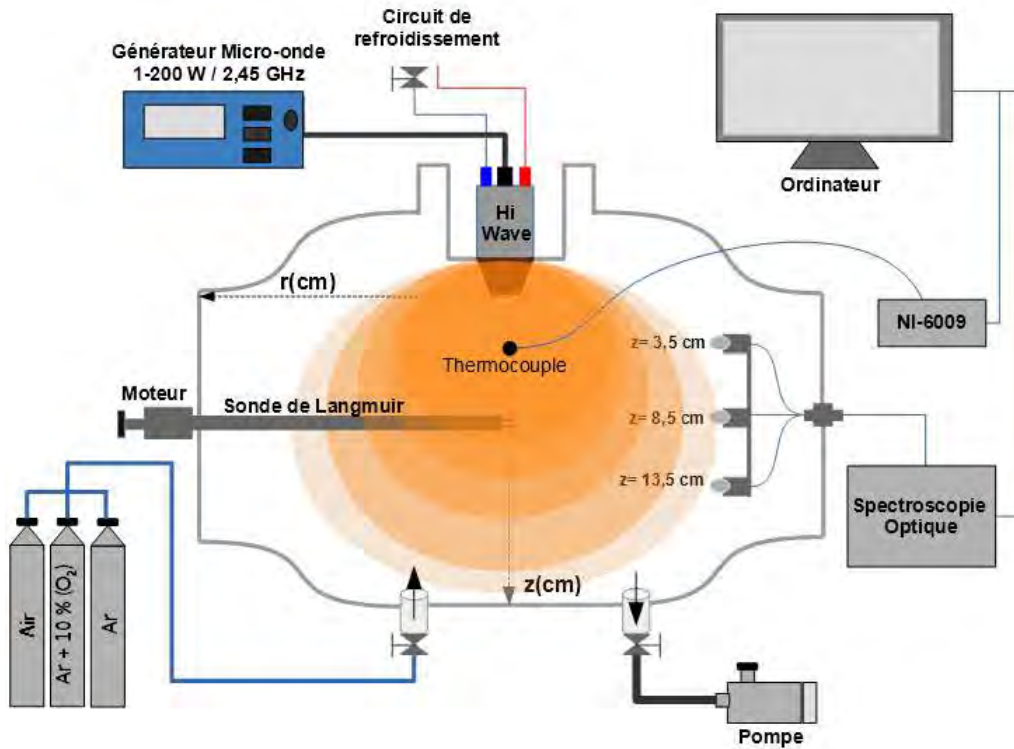 Circuit de
refroidissement
Générateur Micro-onde
1-200 W / 2,45 GHz
Ordinateur
Hi
Wave
r(cm)
NI-6009
z= 3,5 cm
Thermocouple
Moteur
Sonde de Langmuir
z= 8,5 cm
z= 13,5 cm
Spectroscopie
Optique
z(cm)
Air
Ar + 10 % (O₂)
Ar
Pompe